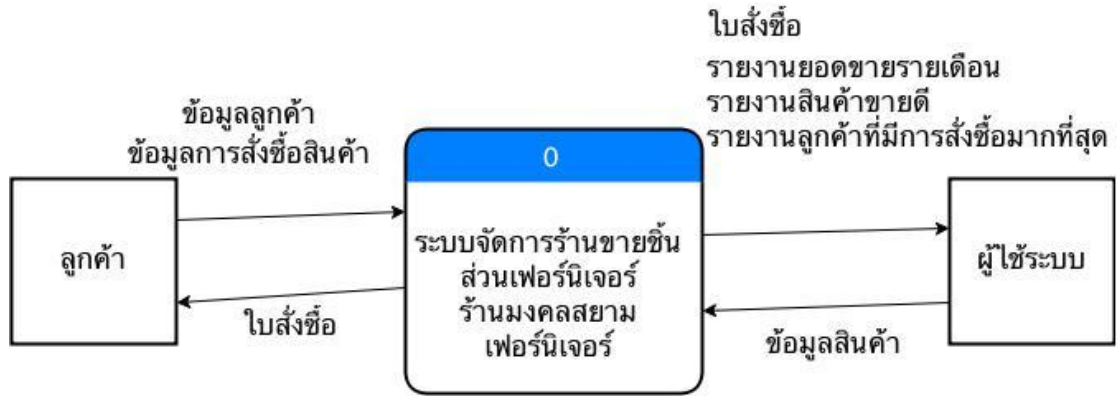 ใบสั่งซื้อ
รายงานยอดขายรายเดือน
รายงานสินค้าขายดี
รายงานลูกค้าที่มีการสั่งซื้อมากที่สุด
ข้อมูลลูกค้า
ข้อมูลการสั่งซื้อสินค้า
0
ลูกค้า
ระบบจัดการร้านขายชิ้น
ส่วนเฟอร์นิเจอร์
ร้านมงคลสยาม
เฟอร์นิเจอร์
ผู้ใช้ระบบ
ใบสั่งซื้อ
ข้อมูลสินค้า